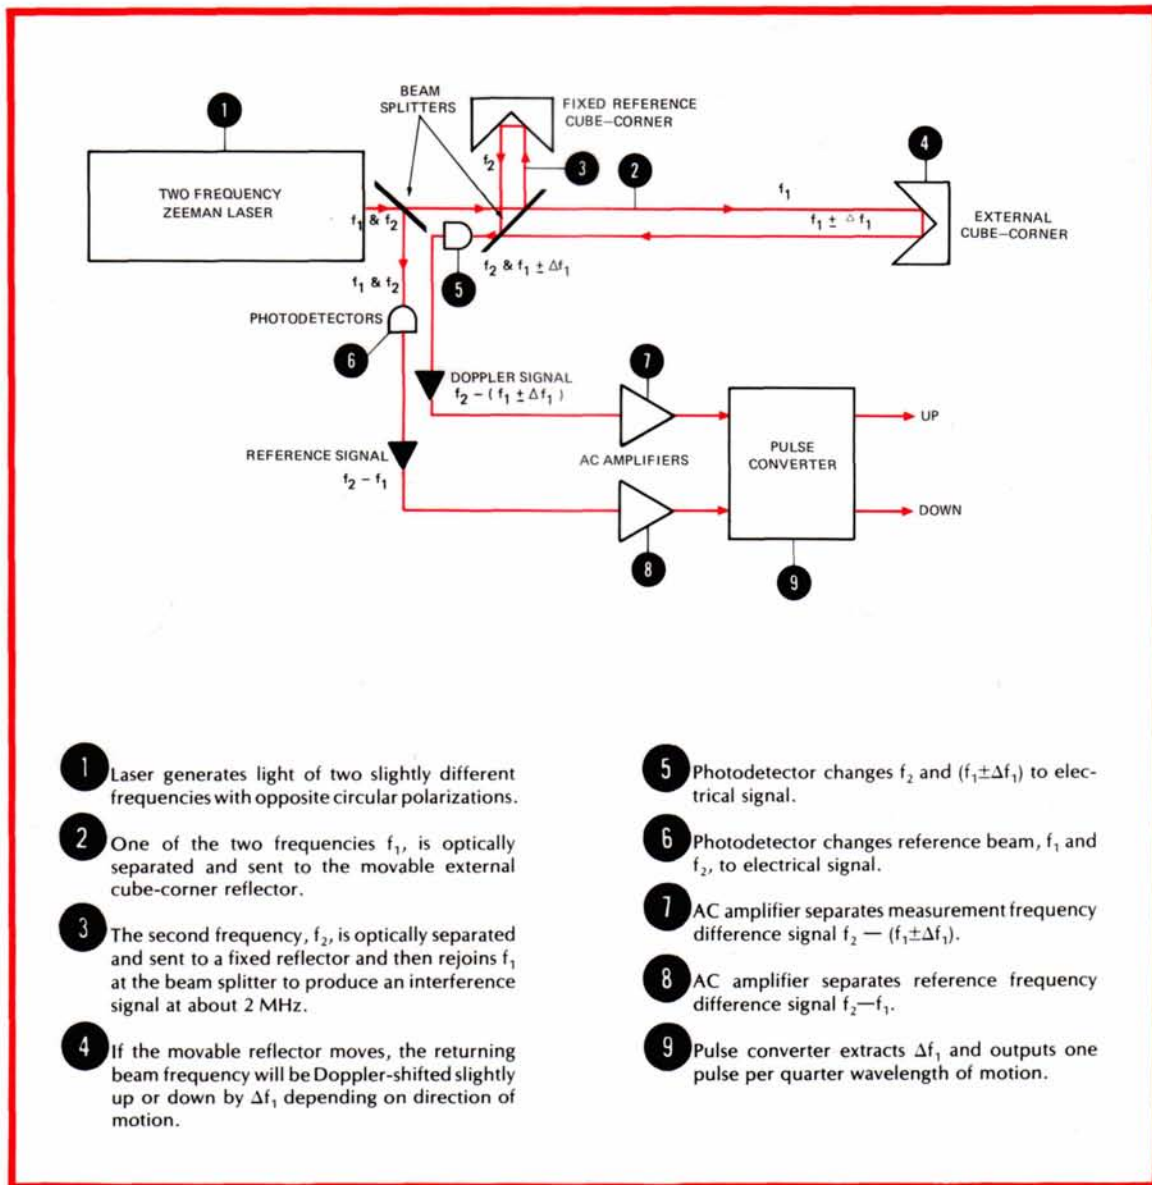 1
BEAM
SPLITTERS
FIXED REFERENCE
CUBE-CORNER
4
TWO FREQUENCY
ZEEMAN LASER
f₁ & f₂
f₂
3
2
f₁
f₁ ± Δf₁
EXTERNAL
CUBE-CORNER
f₁ & f₂
f₂ & f₁ ± Δf₁
5
PHOTODETECTORS
6
7
DOPPLER SIGNAL
f₂ – ( f₁ ± Δf₁ )
UP
REFERENCE SIGNAL
f₂ – f₁
AC AMPLIFIERS
PULSE
CONVERTER
DOWN
8
9
1 Laser generates light of two slightly different
frequencies with opposite circular polarizations.
2 One of the two frequencies f₁, is optically
separated and sent to the movable external
cube-corner reflector.
3 The second frequency, f₂, is optically separated
and sent to a fixed reflector and then rejoins f₁
at the beam splitter to produce an interference
signal at about 2 MHz.
4 If the movable reflector moves, the returning
beam frequency will be Doppler-shifted slightly
up or down by Δf₁ depending on direction of
motion.
5 Photodetector changes f₂ and (f₁±Δf₁) to elec-
trical signal.
6 Photodetector changes reference beam, f₁ and
f₂, to electrical signal.
7 AC amplifier separates measurement frequency
difference signal f₂ — (f₁±Δf₁).
8 AC amplifier separates reference frequency
difference signal f₂—f₁.
9 Pulse converter extracts Δf₁ and outputs one
pulse per quarter wavelength of motion.